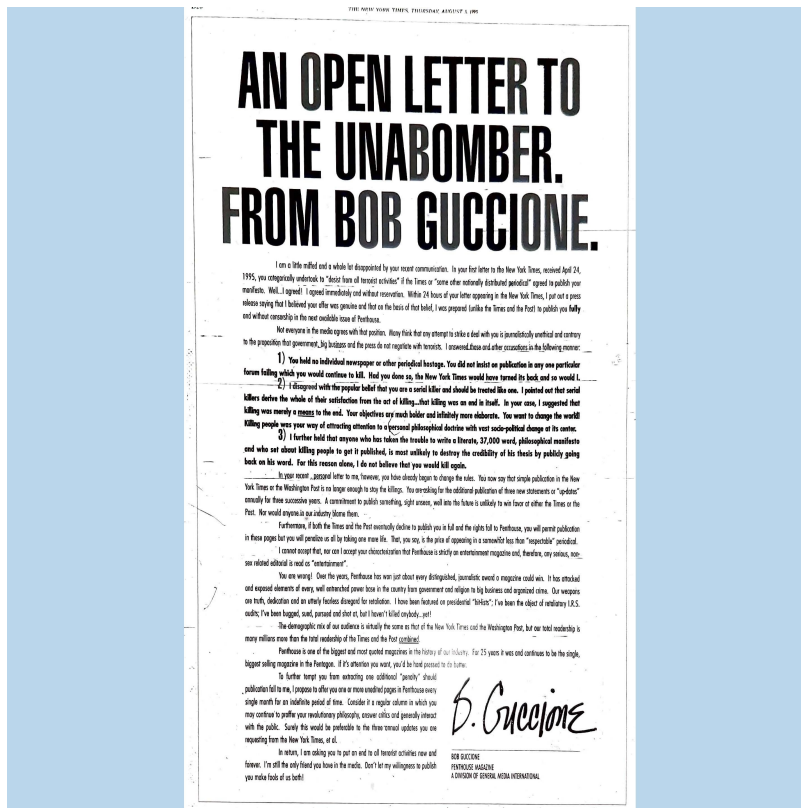 THE NEW YORK TIMES, THURSDAY, AUGUST 3, 1995
AN OPEN LETTER TO
THE UNABOMBER.
FROM BOB GUCCIONE.
I am a little miffed and a whole lot disappointed by your recent communication. In your first letter to the New York Times, received April 24,
1995, you categorically undertook to "desist from all terrorist activities" if the Times or "some other nationally distributed periodical" agreed to publish your
manifesto. Well...I agreed! I agreed immediately and without reservation. Within 24 hours of your letter appearing in the New York Times, I put out a press
release saying that I believed your offer was genuine and that on the basis of that belief, I was prepared (unlike the Times and the Post) to publish you fully
and without censorship in the next available issue of Penthouse.
Not everyone in the media agrees with that position. Many think that any attempt to strike a deal with you is journalistically unethical and contrary
to the proposition that government, big business and the press do not negotiate with terrorists. I answered those and other accusations in the following manner:
1) You held no individual newspaper or other periodical hostage. You did not insist on publication in any one particular
forum failing which you would continue to kill. Had you done so, the New York Times would have turned its back and so would I.
2) I disagreed with the popular belief that you are a serial killer and should be treated like one. I pointed out that serial
killers derive the whole of their satisfaction from the act of killing...that killing was an end in itself. In your case, I suggested that
killing was merely a means to the end. Your objectives are much bolder and infinitely more elaborate. You want to change the world!
Killing people was your way of attracting attention to a personal philosophical doctrine with vast socio-political change at its center.
3) I further held that anyone who has taken the trouble to write a literate, 37,000 word, philosophical manifesto
and who set about killing people to get it published, is most unlikely to destroy the credibility of his thesis by publicly going
back on his word. For this reason alone, I do not believe that you would kill again.
In your recent personal letter to me, however, you have already begun to change the rules. You now say that simple publication in the New
York Times or the Washington Post is no longer enough to stay the killings. You are asking for the additional publication of three new statements or "up-dates"
annually for three successive years. A commitment to publishing, sight unseen, well into the future is unlikely to win favor at either the Times or the
Post. Nor would anyone in our industry blame them.
Furthermore, if both the Times and the Post eventually decline to publish you in full and the rights fall to Penthouse, you will permit publication
in these pages but you will penalize us all by taking one more life. That, you say, is the price of appearing in a somewhat less than "respectable" periodical.
I cannot accept that, nor can I accept your characterization that Penthouse is strictly an entertainment magazine and, therefore, any serious, non-
sex related editorial is read as "entertainment".
You are wrong! Over the years, Penthouse has won just about every distinguished, journalistic award a magazine could win. It has attacked
and exposed elements of every, well entrenched power base in the country from government and religion to big business and organized crime. Our weapons
are truth, dedication and an utterly fearless disregard for retaliation. I have been featured on presidential "hit-lists"; I've been the object of retaliatory I.R.S.
audits; I've been bugged, sued, pursued and shot at, but I haven't killed anybody...yet!
The demographic mix of our audience is virtually the same as that of the New York Times and the Washington Post, but our total readership is
many millions more than the total readership of the Times and the Post combined.
Penthouse is one of the biggest and most quoted magazines in the history of our industry. For 25 years it was and continues to be the single,
biggest selling magazine in the Pentagon. If it's attention you want, you'd be hard pressed to do better.
To further tempt you from extracting one additional "penalty" should
publication fall to me, I propose to offer you one or more unedited pages in Penthouse every
single month for an indefinite period of time. Consider it a regular column in which you
may continue to proffer your revolutionary philosophy, answer critics and generally interact
with the public. Surely this would be preferable to the three annual updates you are
requesting from the New York Times, et al.
In return, I am asking you to put an end to all terrorist activities now and
forever. I'm still the only friend you have in the media. Don't let my willingness to publish
you make fools of us both!
B. Guccione
BOB GUCCIONE
PENTHOUSE MAGAZINE
A DIVISION OF GENERAL MEDIA INTERNATIONAL